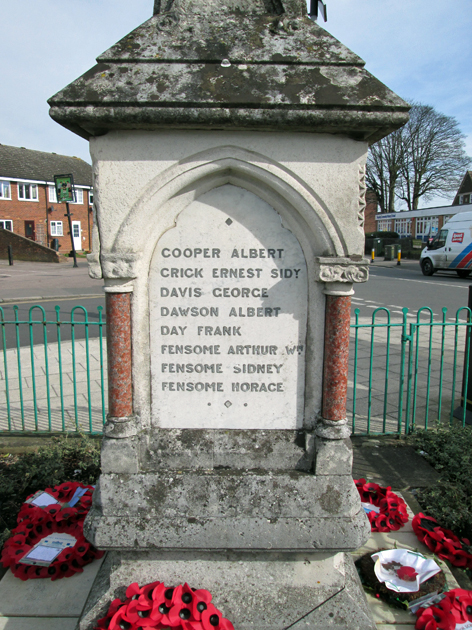 COOPER ALBERT
CRICK ERNEST SIDY
DAVIS GEORGE
DAWSON ALBERT
DAY FRANK
FENSOME ARTHUR Wm
FENSOME SIDNEY
FENSOME HORACE